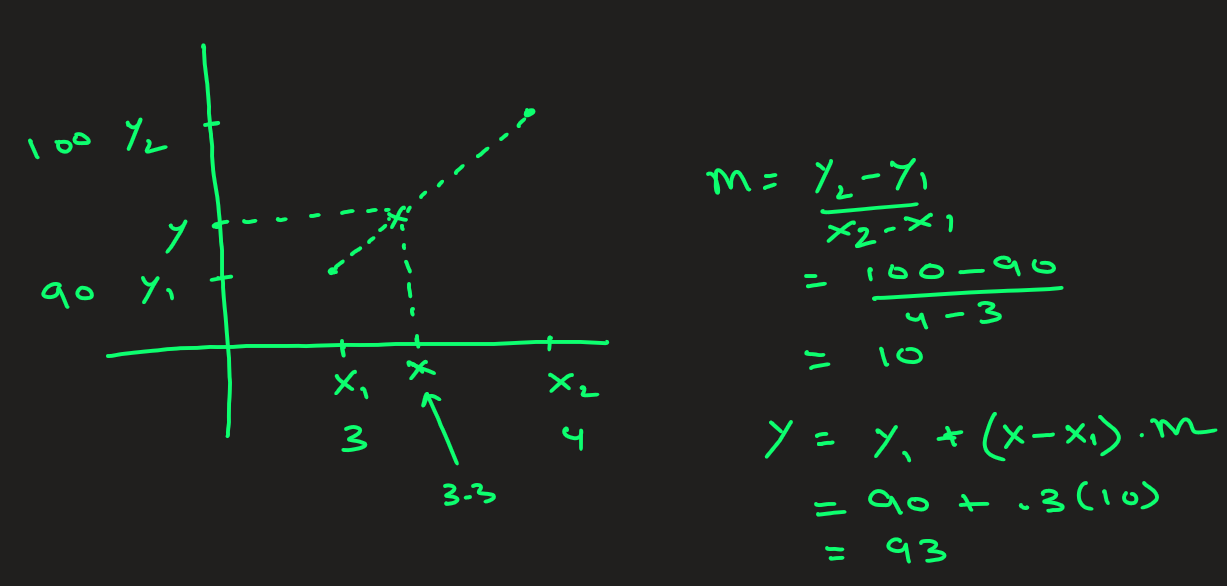 100 y₂
y
90 y₁
x₁ x x₂
3 4
3.3
m = y₂ - y₁ / x₂ - x₁
= 100 - 90 / 4 - 3
= 10
y = y₁ + (x - x₁) . m
= 90 + .3(10)
= 93